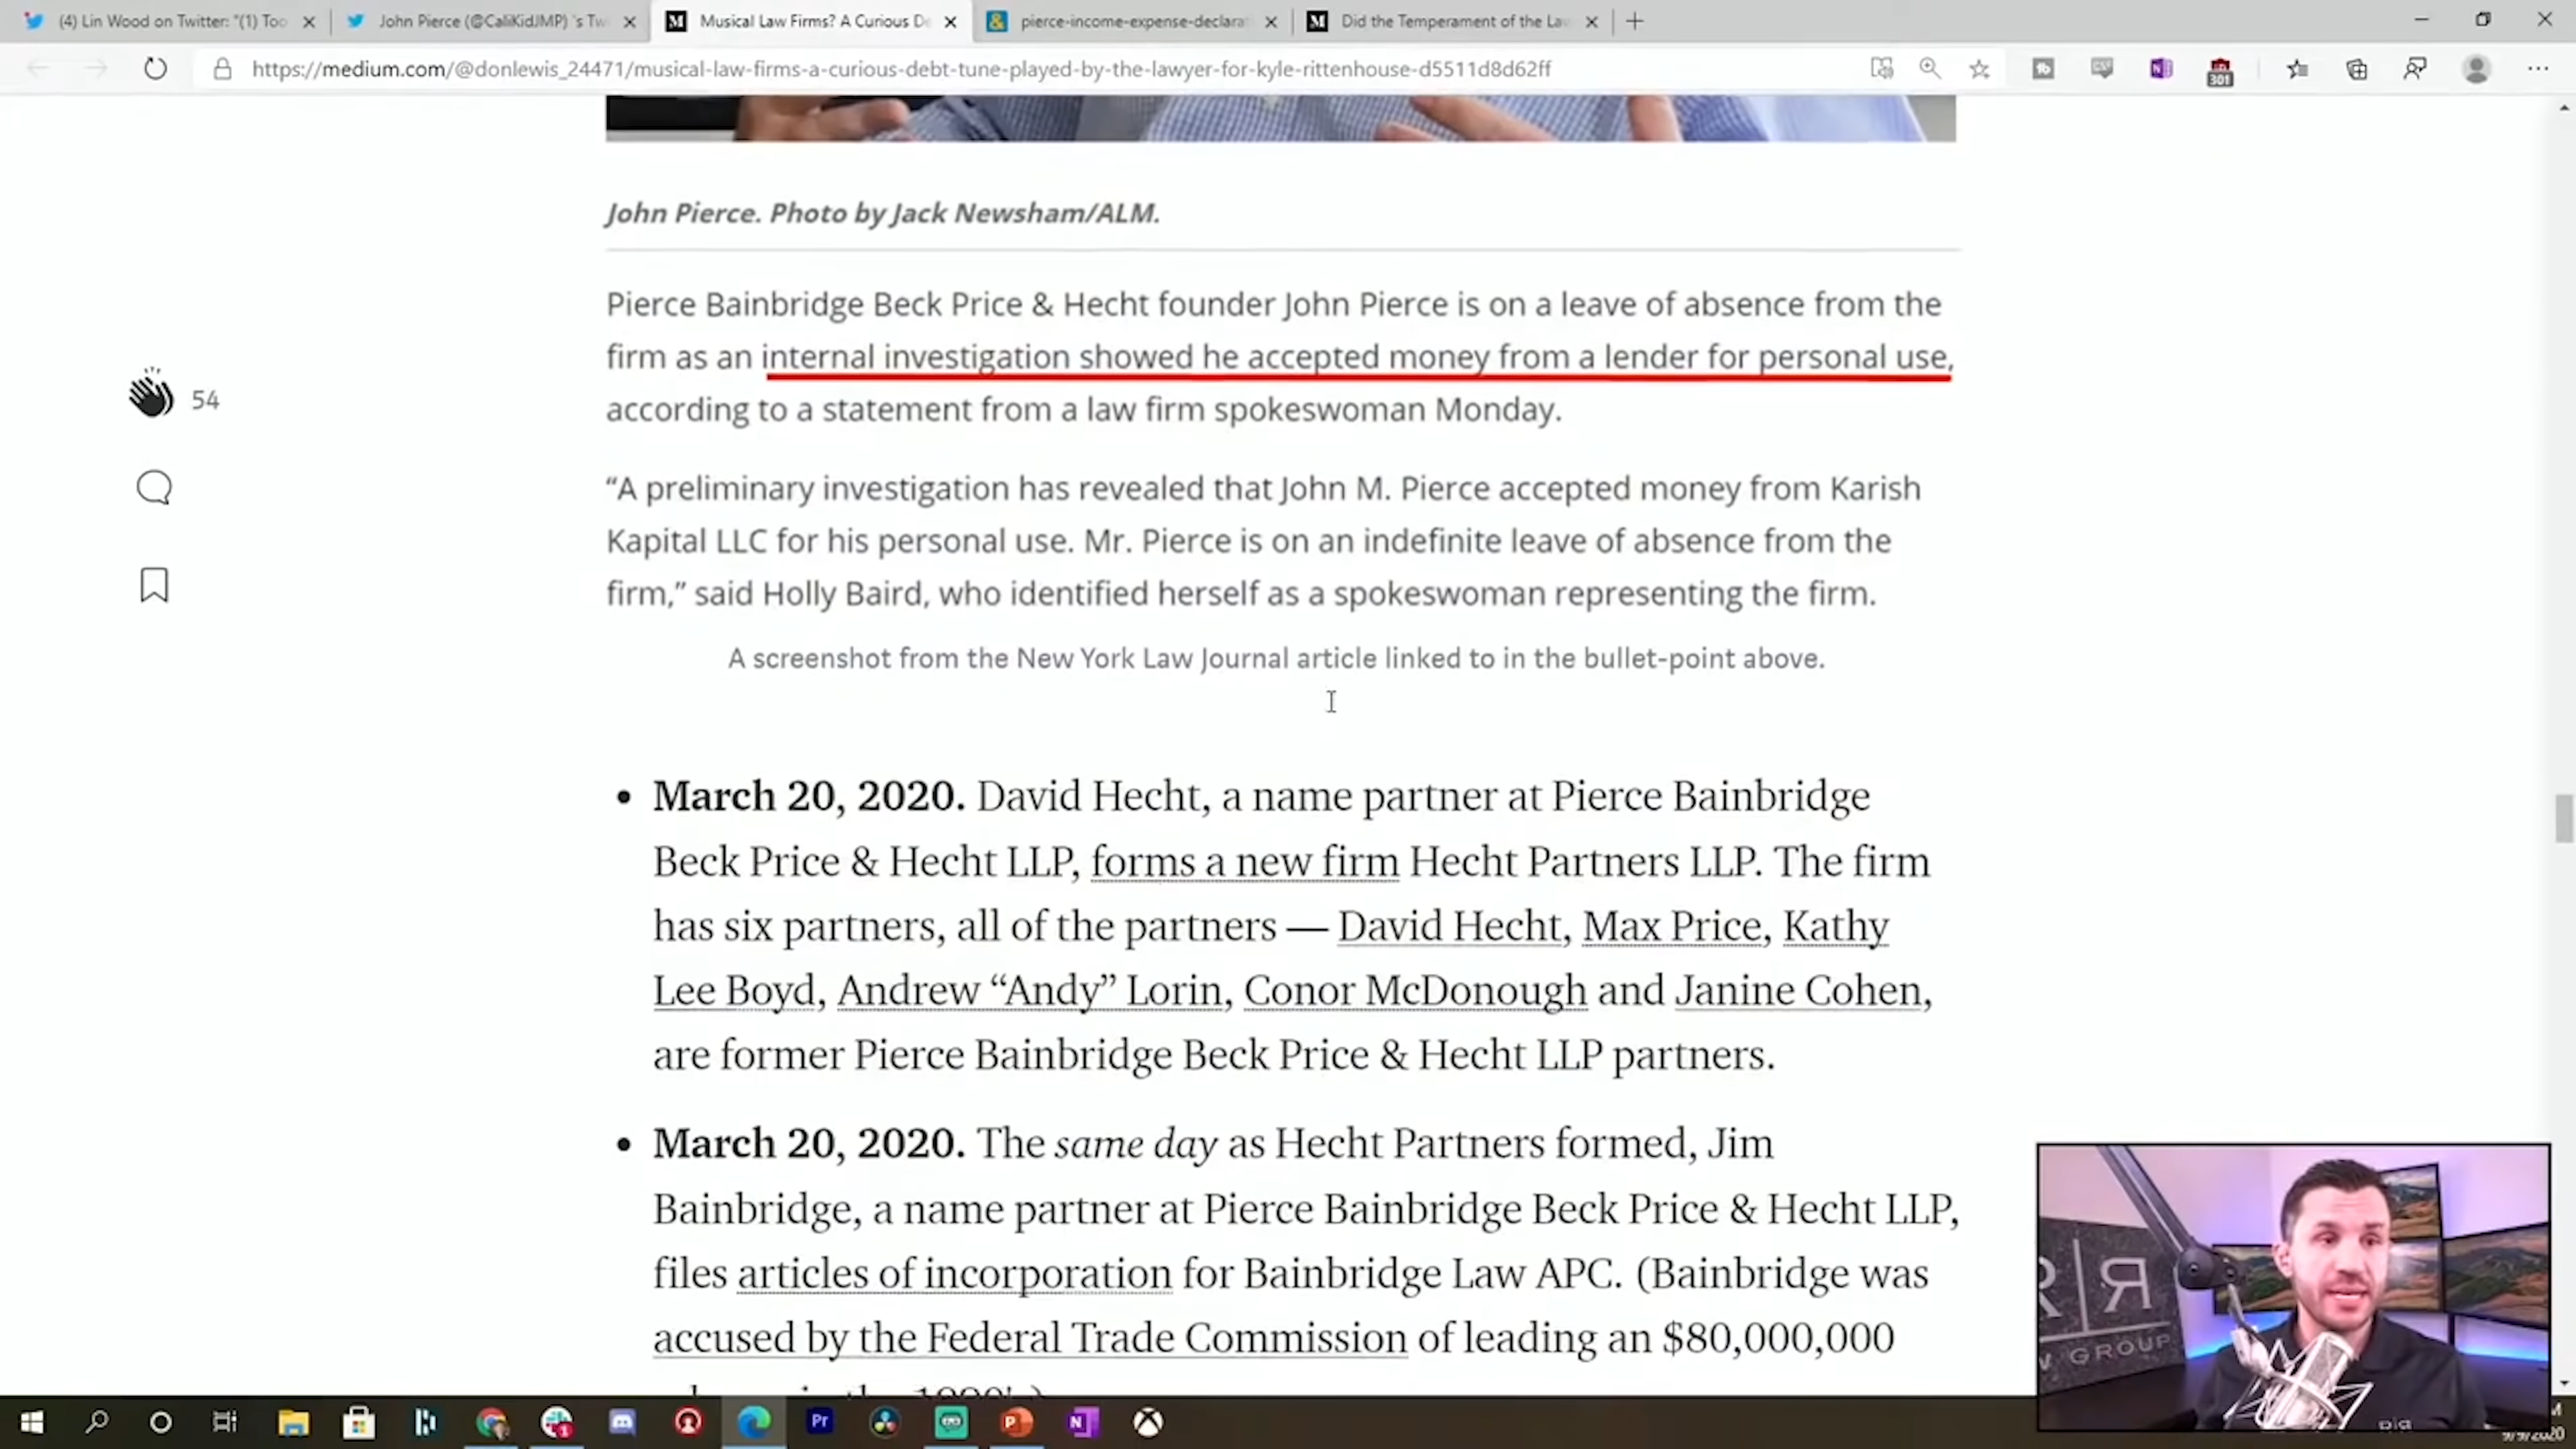 (4) Lin Wood on Twitter: "(1) Too
John Pierce (@CaliKidJMP) 's Tw
Musical Law Firms? A Curious De
pierce-income-expense-declarat
Did the Temperament of the Law
https://medium.com/@donlewis_24471/musical-law-firms-a-curious-debt-tune-played-by-the-lawyer-for-kyle-rittenhouse-d5511d8d62ff
301
John Pierce. Photo by Jack Newsham/ALM.
Pierce Bainbridge Beck Price & Hecht founder John Pierce is on a leave of absence from the
firm as an internal investigation showed he accepted money from a lender for personal use,
according to a statement from a law firm spokeswoman Monday.
54
“A preliminary investigation has revealed that John M. Pierce accepted money from Karish
Kapital LLC for his personal use. Mr. Pierce is on an indefinite leave of absence from the
firm,” said Holly Baird, who identified herself as a spokeswoman representing the firm.
A screenshot from the New York Law Journal article linked to in the bullet-point above.
• March 20, 2020. David Hecht, a name partner at Pierce Bainbridge
Beck Price & Hecht LLP, forms a new firm Hecht Partners LLP. The firm
has six partners, all of the partners — David Hecht, Max Price, Kathy
Lee Boyd, Andrew “Andy” Lorin, Conor McDonough and Janine Cohen,
are former Pierce Bainbridge Beck Price & Hecht LLP partners.
• March 20, 2020. The same day as Hecht Partners formed, Jim
Bainbridge, a name partner at Pierce Bainbridge Beck Price & Hecht LLP,
files articles of incorporation for Bainbridge Law APC. (Bainbridge was
accused by the Federal Trade Commission of leading an $80,000,000
R|R
W GROUP
Pr
9/9/2020